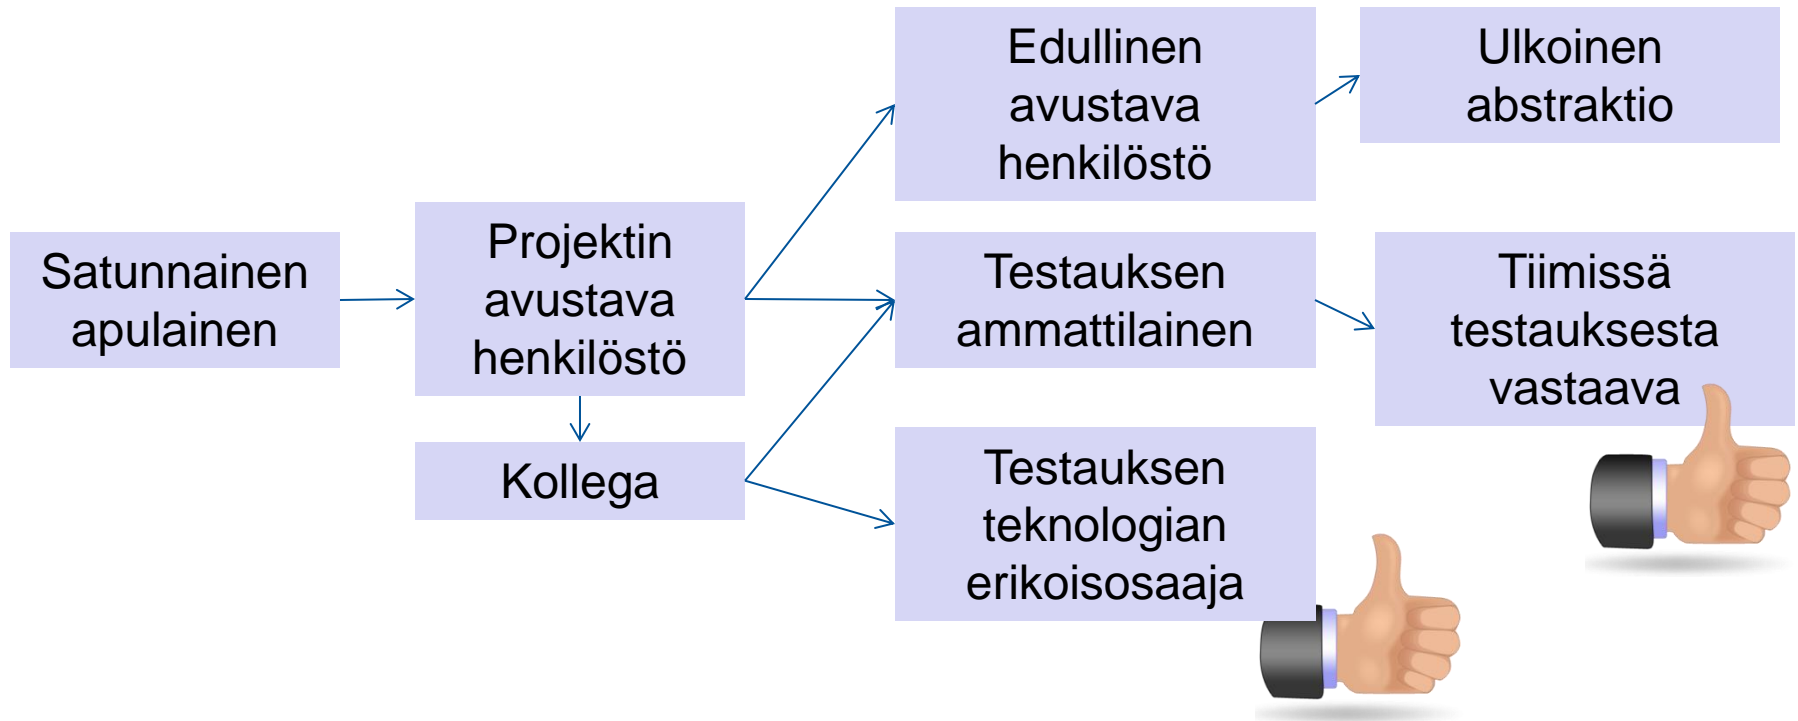 Satunnainen
apulainen
Projektin
avustava
henkilöstö
Kollega
Edullinen
avustava
henkilöstö
Testauksen
ammattilainen
Testauksen
teknologian
erikoisosaaja
Ulkoinen
abstraktio
Tiimissä
testauksesta
vastaava